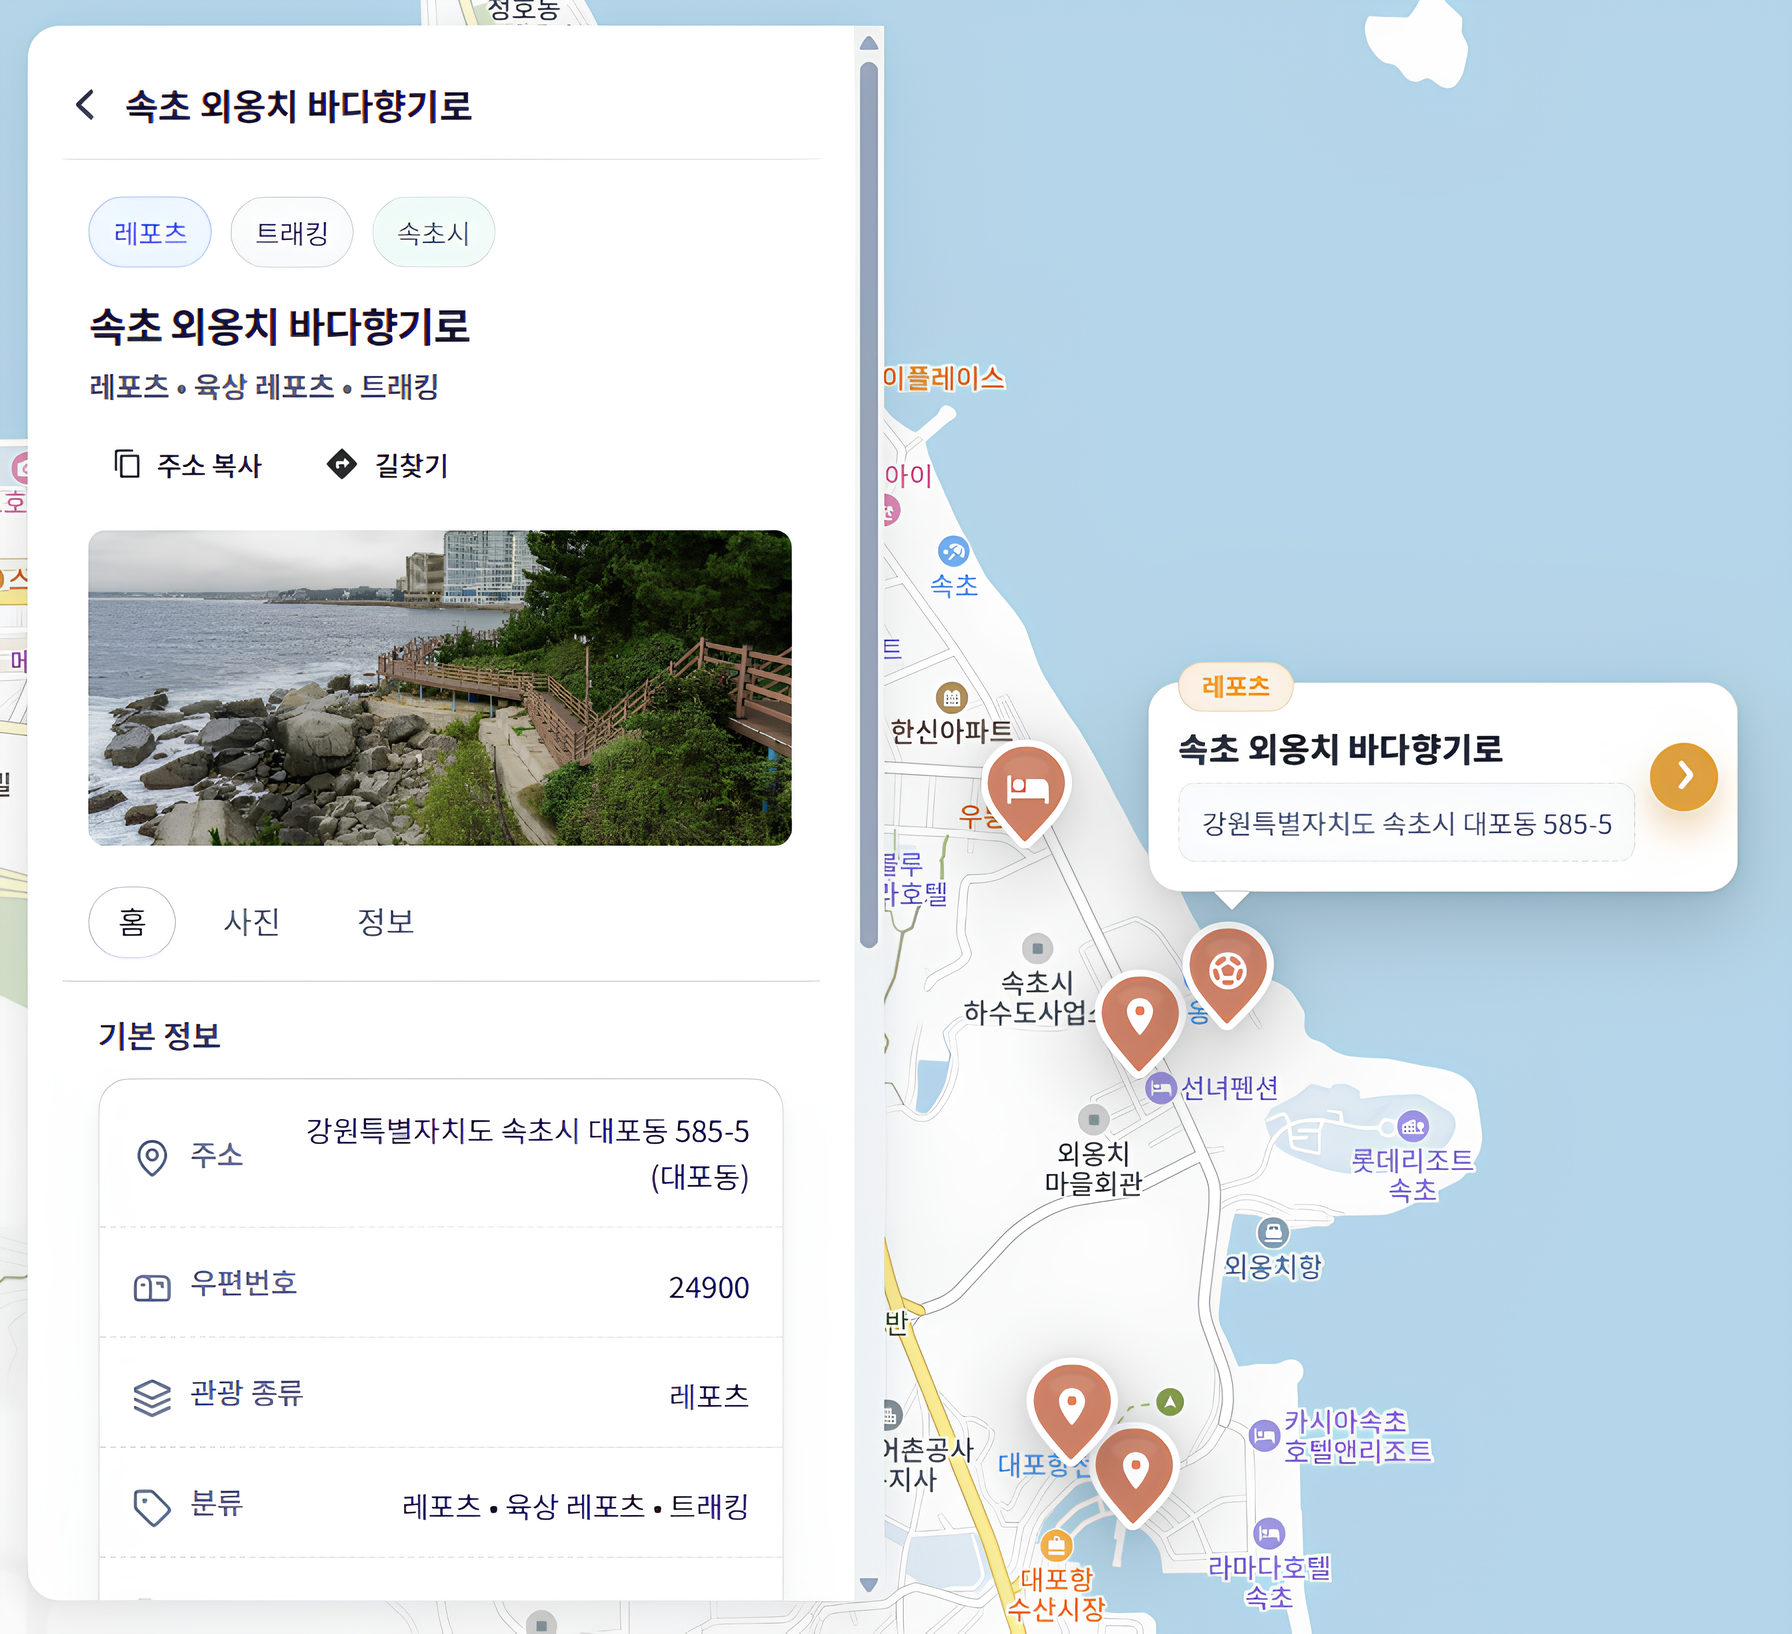 정호동
속초 외옹치 바다향기로
레포츠
트래킹
속초시
속초 외옹치 바다향기로
레포츠 • 육상 레포츠 • 트래킹
주소 복사
길찾기
홈
사진
정보
기본 정보
주소
강원특별자치도 속초시 대포동 585-5
(대포동)
우편번호
24900
관광 종류
레포츠
분류
레포츠 • 육상 레포츠 • 트래킹
이플레이스
아이
속초
트
한신아파트
레포츠
속초 외옹치 바다향기로
강원특별자치도 속초시 대포동 585-5
호텔
속초시
하수도사업
옹
선녀펜션
외옹치
마을회관
롯데리조트
속초
외옹치항
반
어촌공사
지사
대포항
카시아속초
호텔앤리조트
대포항
수산시장
라마다호텔
속초